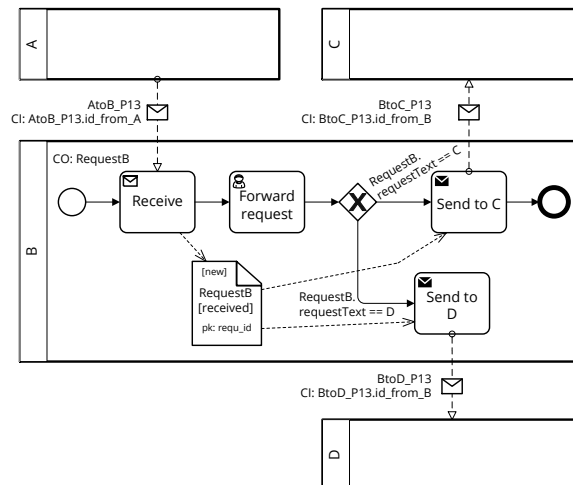 A
C
AtoB_P13
CI: AtoB_P13.id_from_A
BtoC_P13
CI: BtoC_P13.id_from_B
B
CO: RequestB
Receive
Forward
request
RequestB.
requestText == C
Send to C
[new]
RequestB
[received]
pk: requ_id
RequestB.
requestText == D
Send to
D
BtoD_P13
CI: BtoD_P13.id_from_B
D